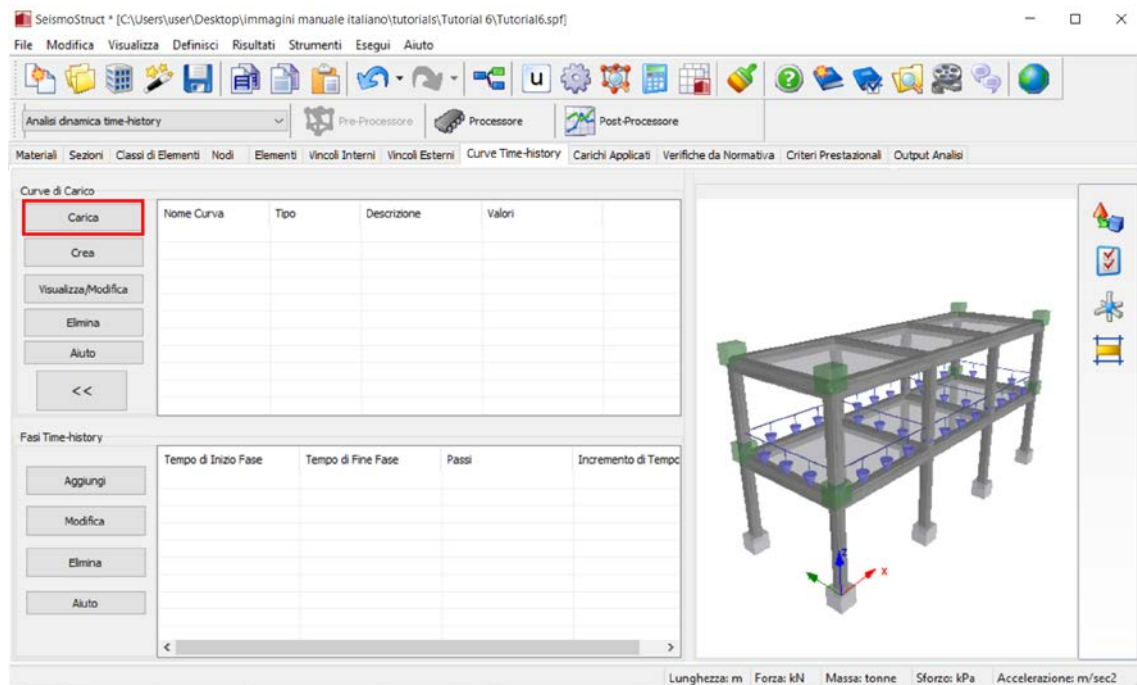 SeismoStruct * [C:\Users\user\Desktop\immagini manuale italiano\tutorials\Tutorial 6\Tutorial6.spf]
File Modifica Visualizza Definisci Risultati Strumenti Esegui Aiuto
u
Analisi dinamica time-history Pre-Processore Processore Post-Processore
Materiali Sezioni Classi di Elementi Nodi Elementi Vincoli Interni Vincoli Esterni Curve Time-history Carichi Applicati Verifiche da Normativa Criteri Prestazionali Output Analisi
Curve di Carico
Carica Nome Curva Tipo Descrizione Valori
Crea
Visualizza/Modifica
Elimina
Aiuto
<<
Fasi Time-history
Tempo di Inizio Fase Tempo di Fine Fase Passi Incremento di Tempo
Aggiungi
Modifica
Elimina
Aiuto
z
x
Lunghezza: m Forza: kN Massa: tonne Sforzo: kPa Accelerazione: m/sec2